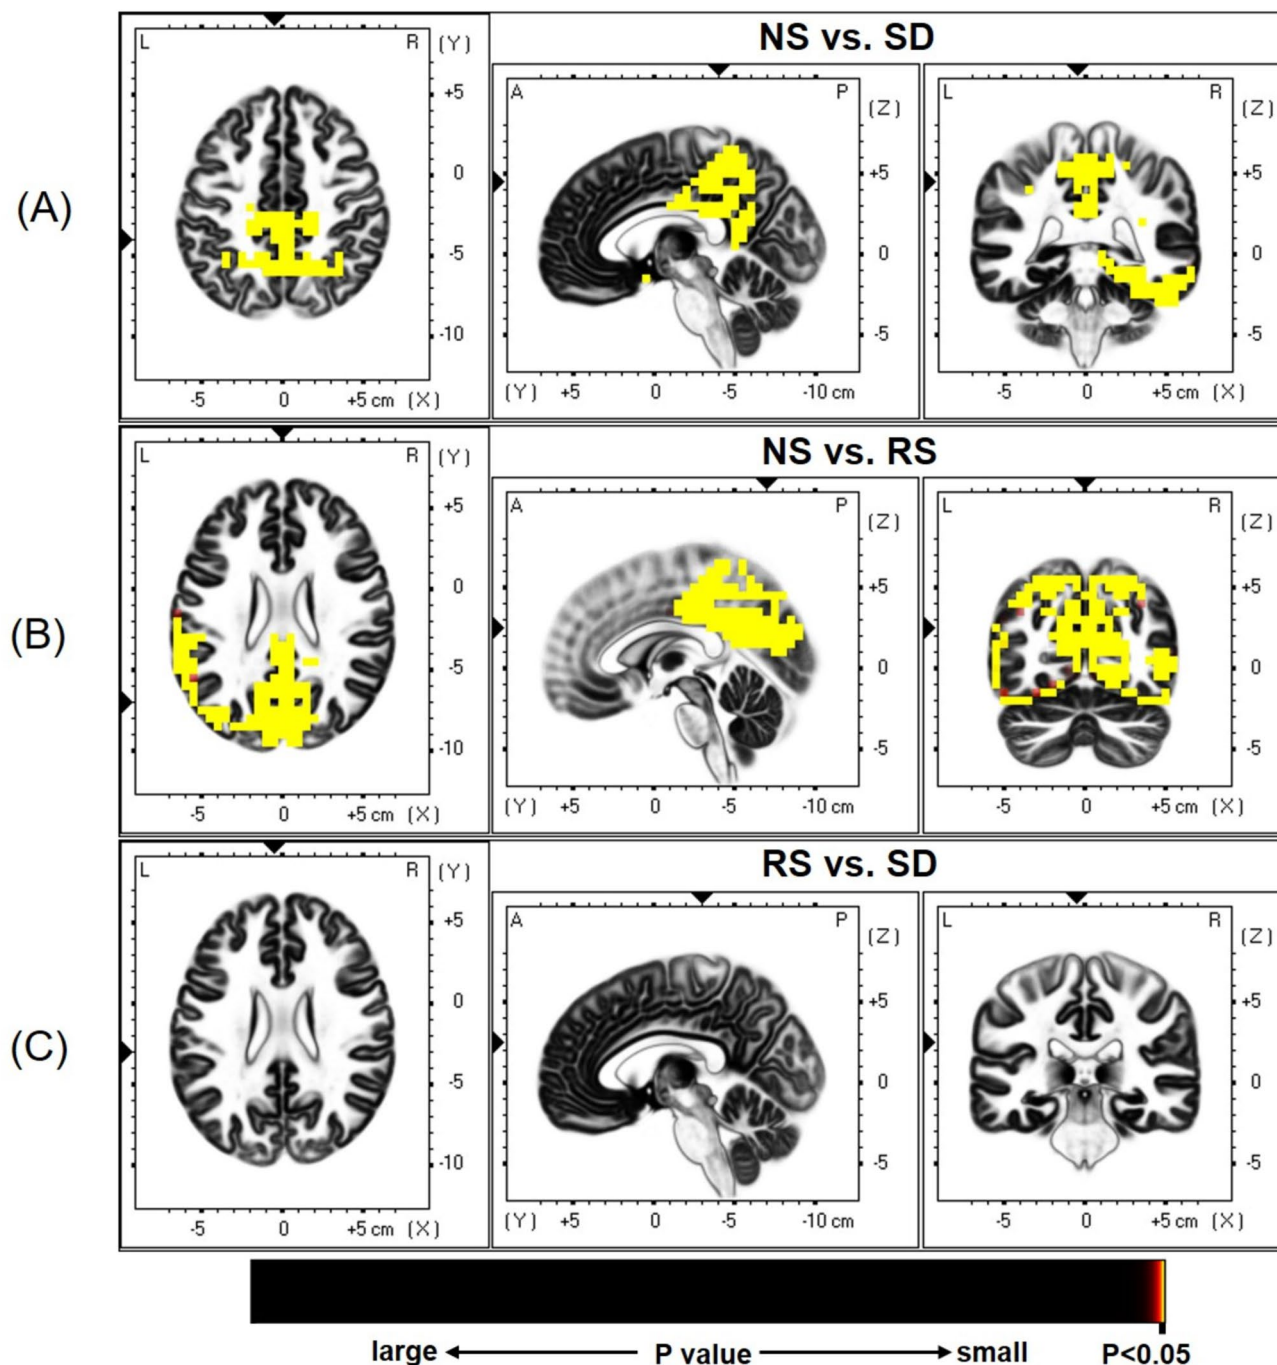 (A)
NS vs. SD
L R (Y)
+5
0
-5
-10
-5 0 +5 cm (X)
A P (Z)
+5
0
-5
(Y) +5 0 -5 -10 cm
L R (Z)
+5
0
-5
-5 0 +5 cm (X)
(B)
NS vs. RS
L R (Y)
+5
0
-5
-10
-5 0 +5 cm (X)
A P (Z)
+5
0
-5
(Y) +5 0 -5 -10 cm
L R (Z)
+5
0
-5
-5 0 +5 cm (X)
(C)
RS vs. SD
L R (Y)
+5
0
-5
-10
-5 0 +5 cm (X)
A P (Z)
+5
0
-5
(Y) +5 0 -5 -10 cm
L R (Z)
+5
0
-5
-5 0 +5 cm (X)
large P value small P<0.05